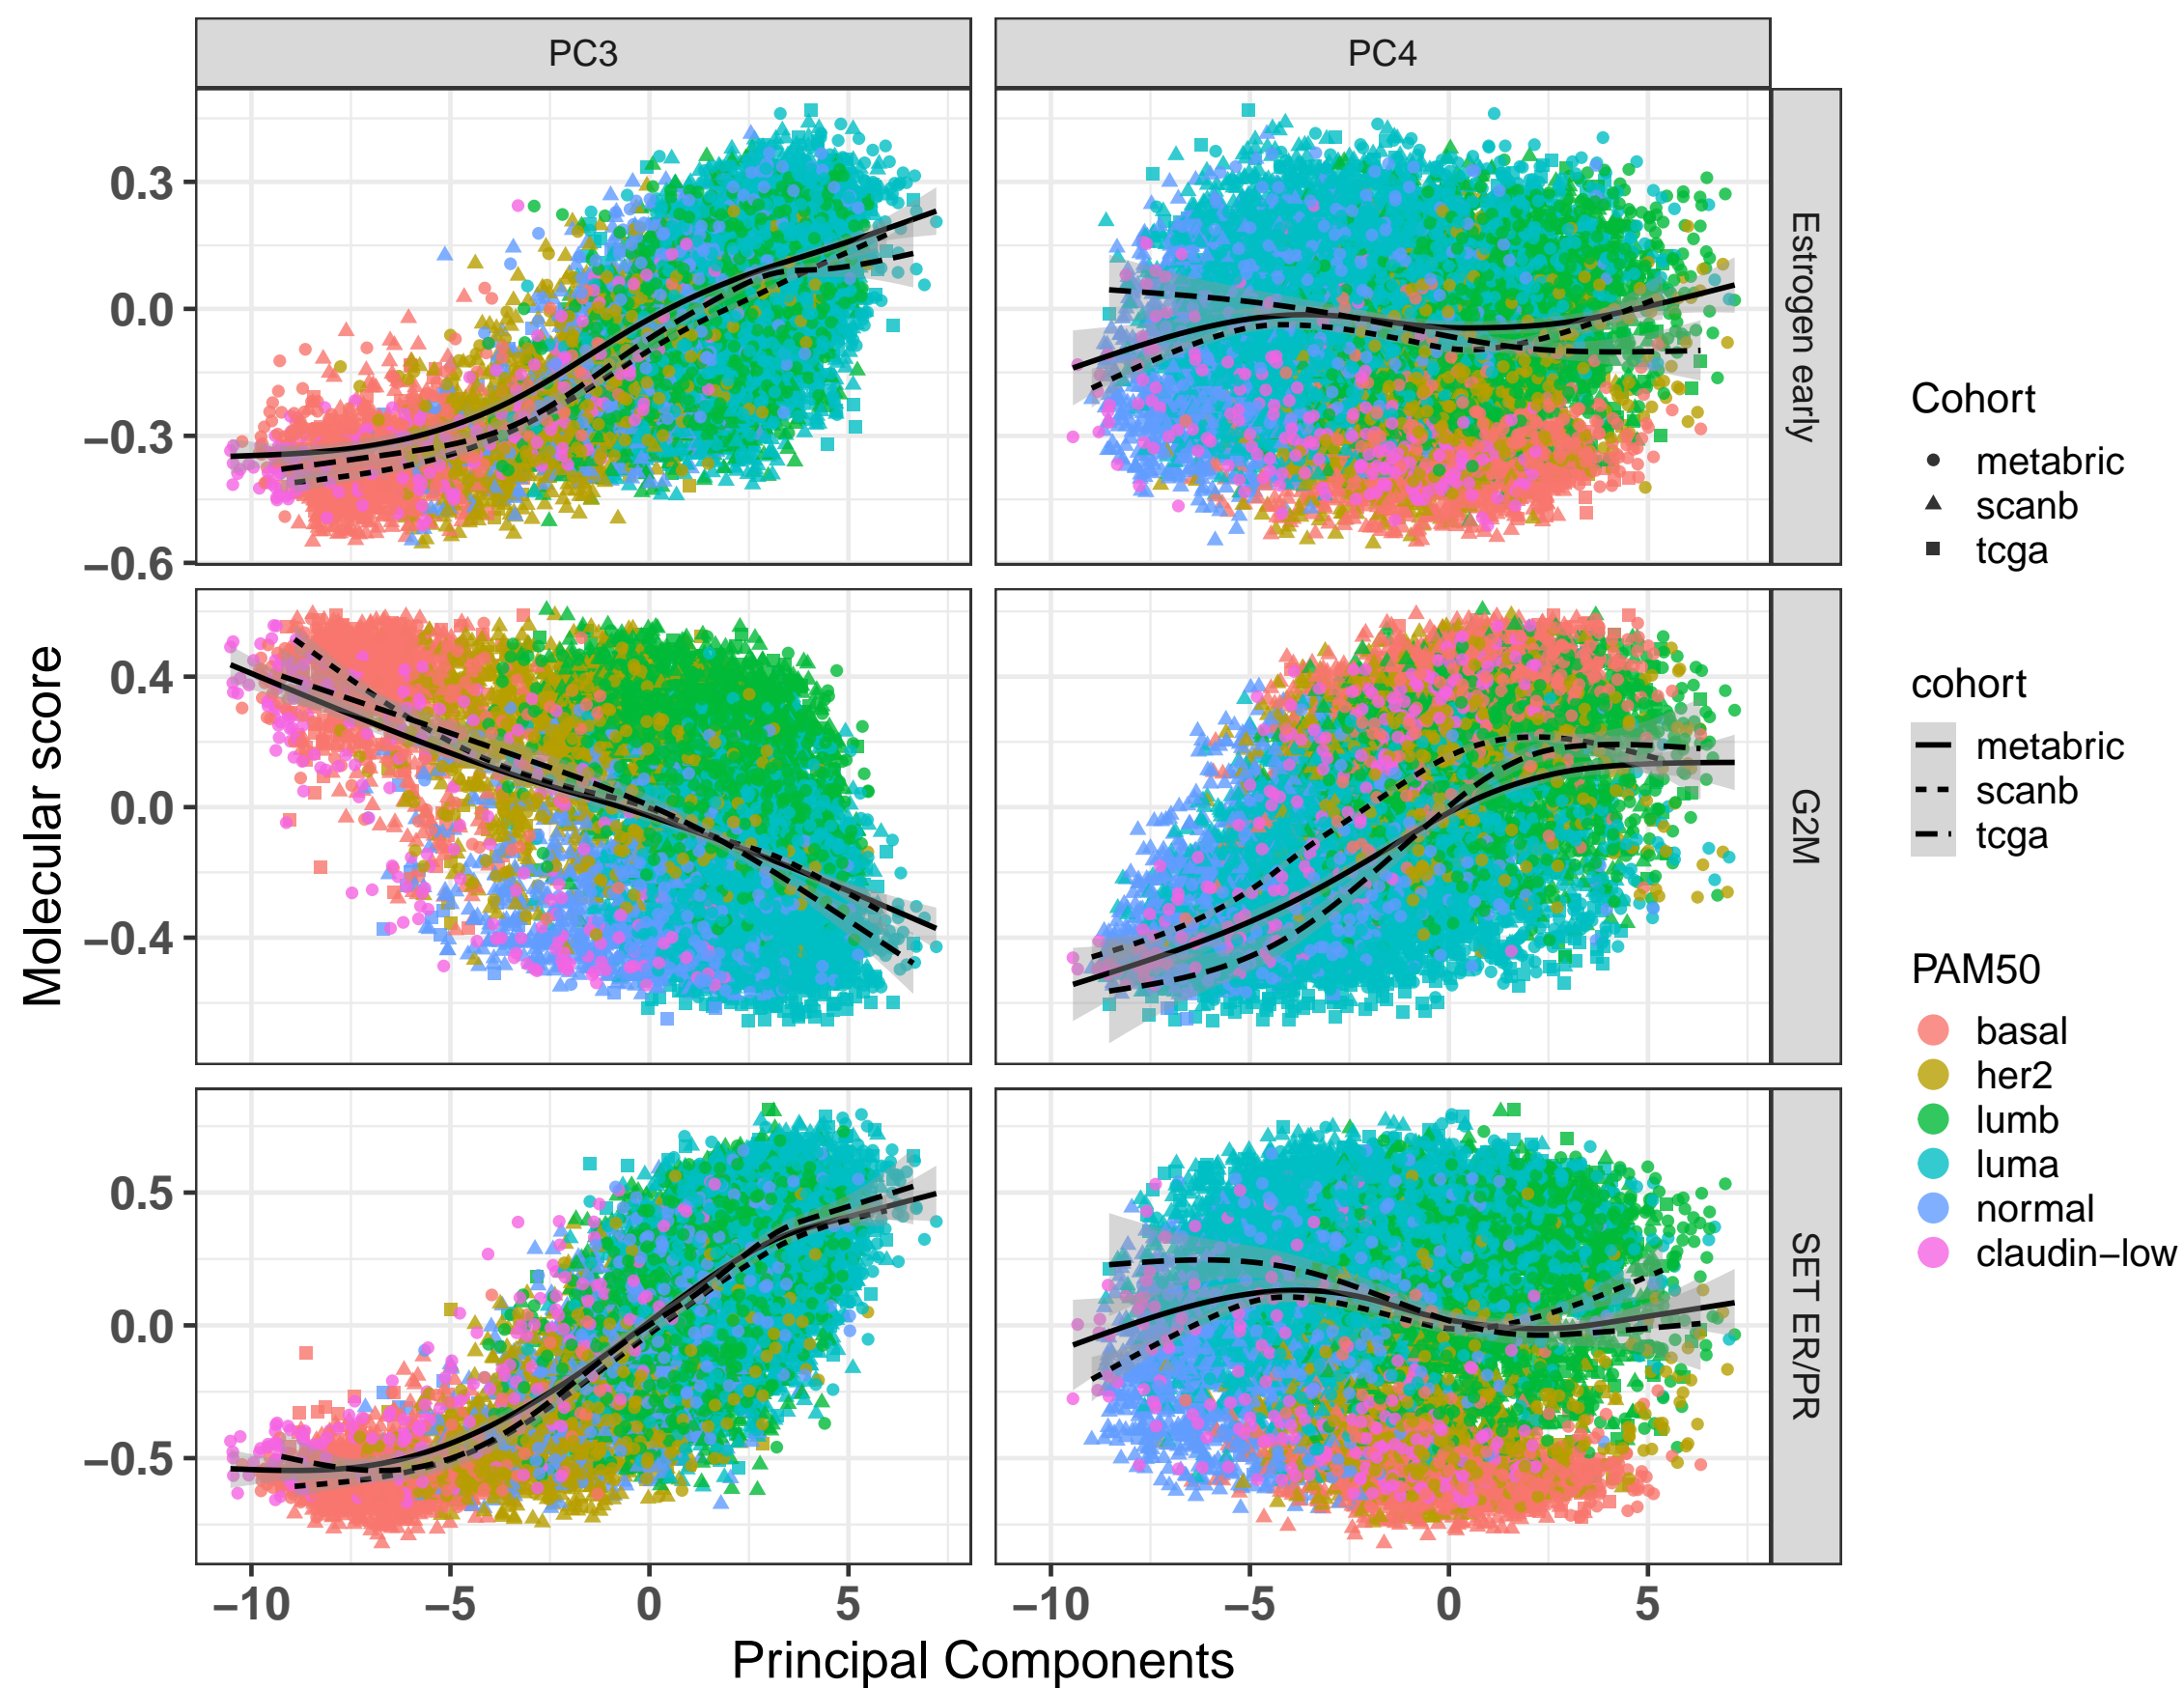 PC3
PC4
0.3
0.0
−0.3
−0.6
Estrogen early
0.4
0.0
−0.4
G2M
0.5
0.0
−0.5
SET ER/PR
−10
−5
0
5
−10
−5
0
5
Principal Components
Molecular score
Cohort
metabric
scanb
tcga
cohort
metabric
scanb
tcga
PAM50
basal
her2
lumb
luma
normal
claudin−low